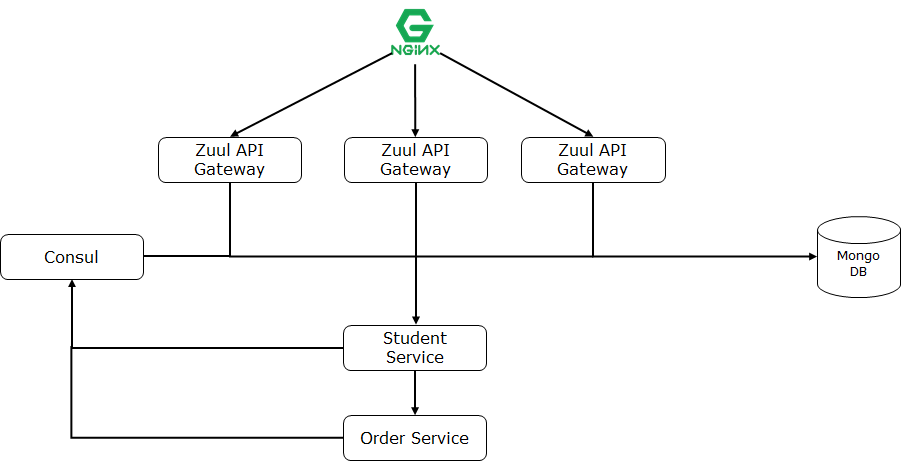 NGINX
Zuul API
Gateway
Zuul API
Gateway
Zuul API
Gateway
Consul
Mongo
DB
Student
Service
Order Service